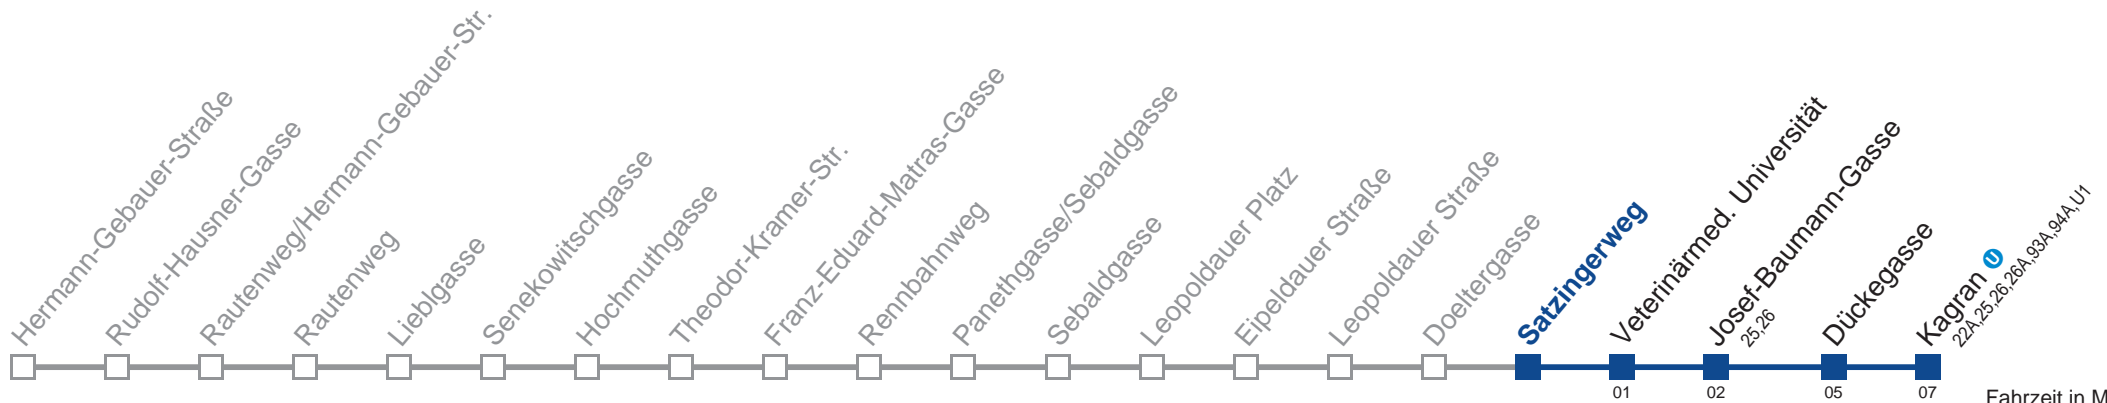 Hermann-Gebauer-Straße
Rudolf-Hausner-Gasse
Rautenweg/Hermann-Gebauer-Str.
Rautenweg
Lieblgasse
Senekowitschgasse
Hochmuthgasse
Theodor-Kramer-Str.
Franz-Eduard-Matras-Gasse
Rennbahnweg
Panethgasse/Sebaldgasse
Sebaldgasse
Leopoldauer Platz
Eipeldauer Straße
Leopoldauer Straße
Doeltergasse
Satzingerweg
Veterinärmed. Universität
Josef-Baumann-Gasse
25,26
Dückegasse
Kagran U
22A,25,26,26A,93A,94A,U1
01 02 05 07
Fahrzeit in M